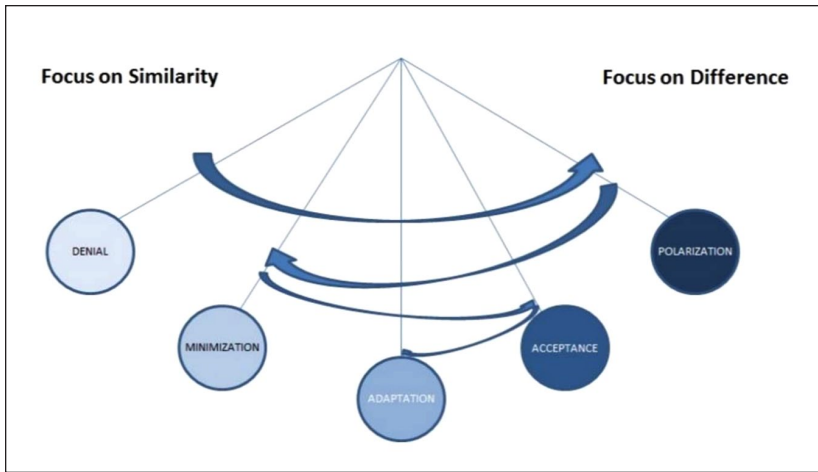 Focus on Similarity
Focus on Difference
DENIAL
POLARIZATION
MINIMIZATION
ACCEPTANCE
ADAPTATION